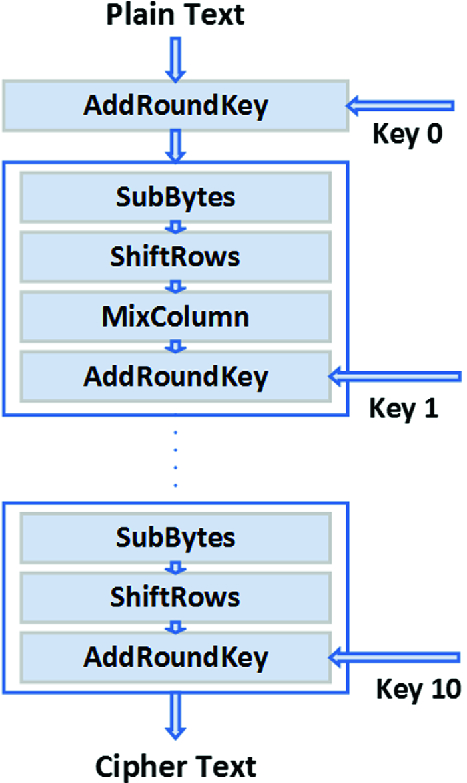 Plain Text
AddRoundKey
Key 0
SubBytes
ShiftRows
MixColumn
AddRoundKey
Key 1
SubBytes
ShiftRows
AddRoundKey
Key 10
Cipher Text